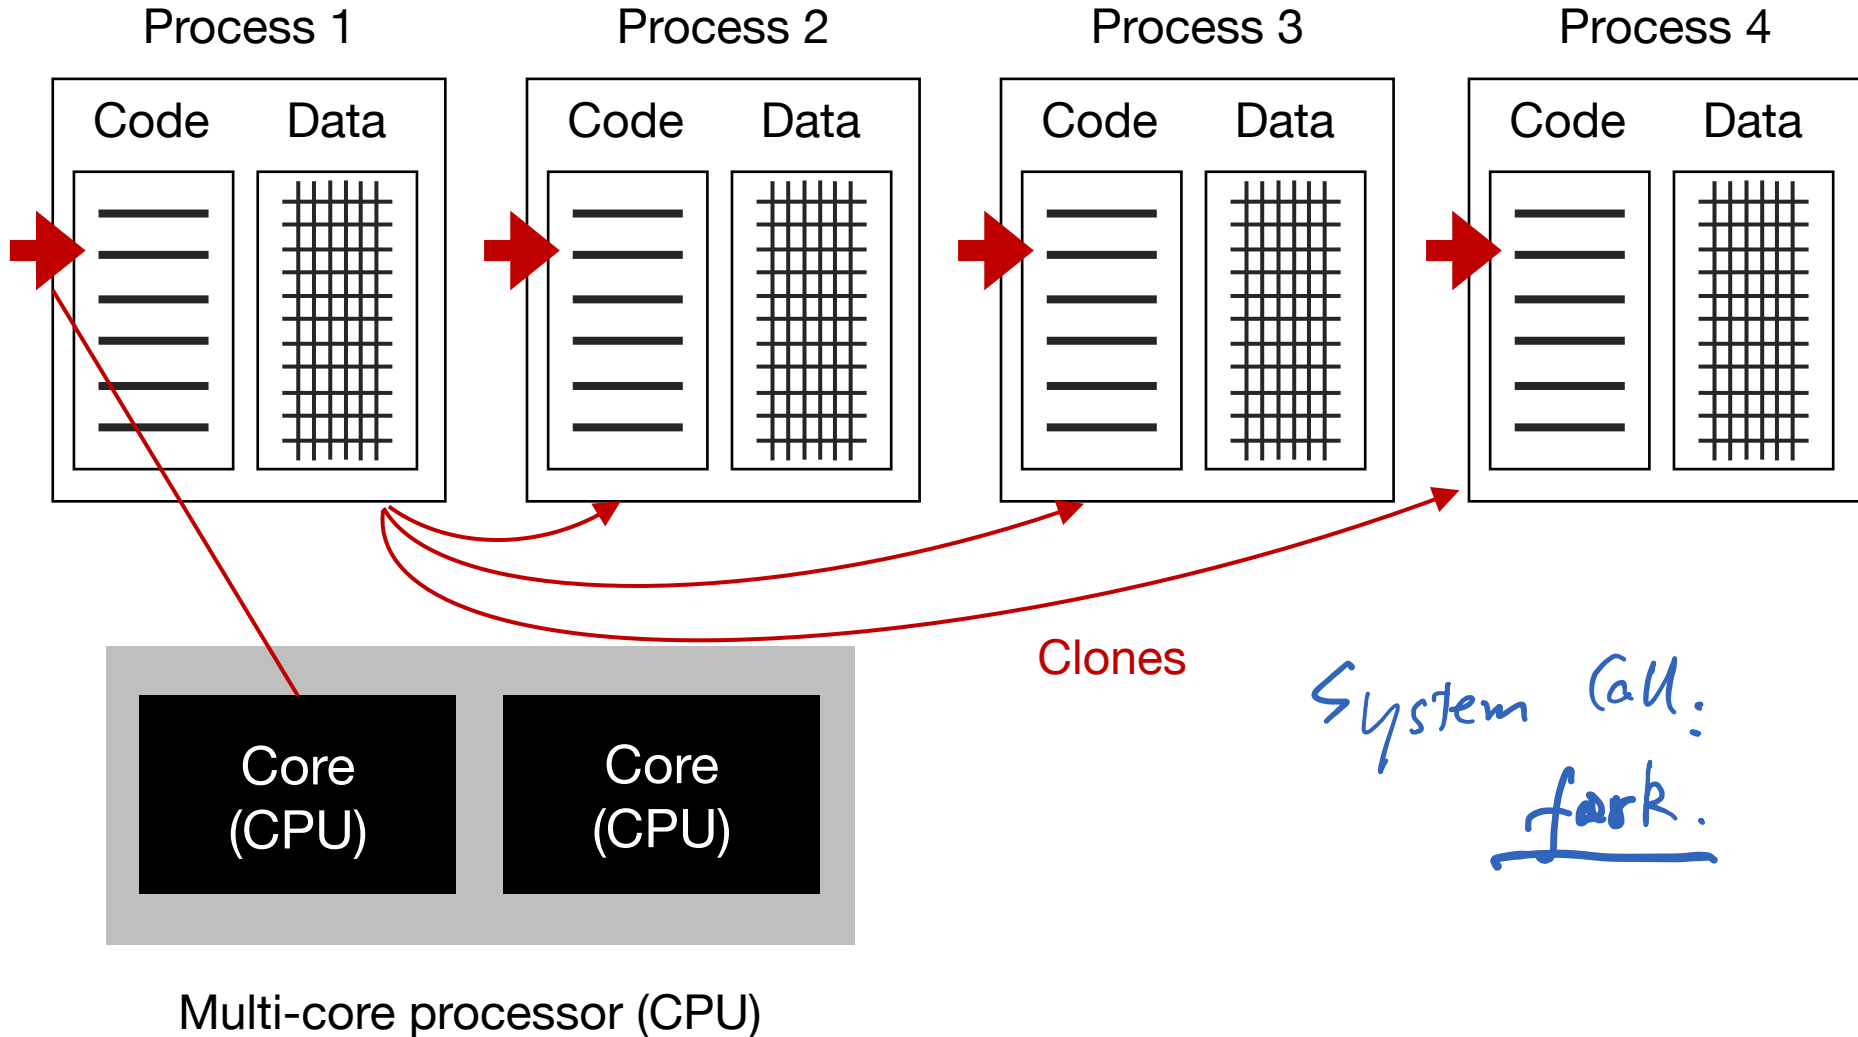 Process 1
Process 2
Process 3
Process 4
Code Data
Code Data
Code Data
Code Data
Clones
System Call:
fork.
Core
(CPU)
Core
(CPU)
Multi-core processor (CPU)